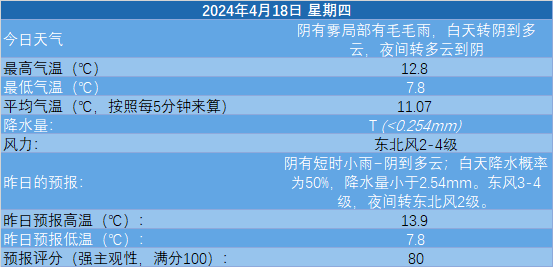 2024年4月18日 星期四
今日天气
阴有雾局部有毛毛雨，白天转阴到多
云，夜间转多云到阴
最高气温（℃） 12.8
最低气温（℃） 7.8
平均气温（℃，按照每5分钟来算） 11.07
降水量： T (<0.254mm)
风力： 东北风2-4级
昨日的预报：
阴有短时小雨-阴到多云；白天降水概率
为50%，降水量小于2.54mm。东风3-4
级，夜间转东北风2级。
昨日预报高温（℃）： 13.9
昨日预报低温（℃）： 7.8
预报评分（强主观性，满分100）： 80